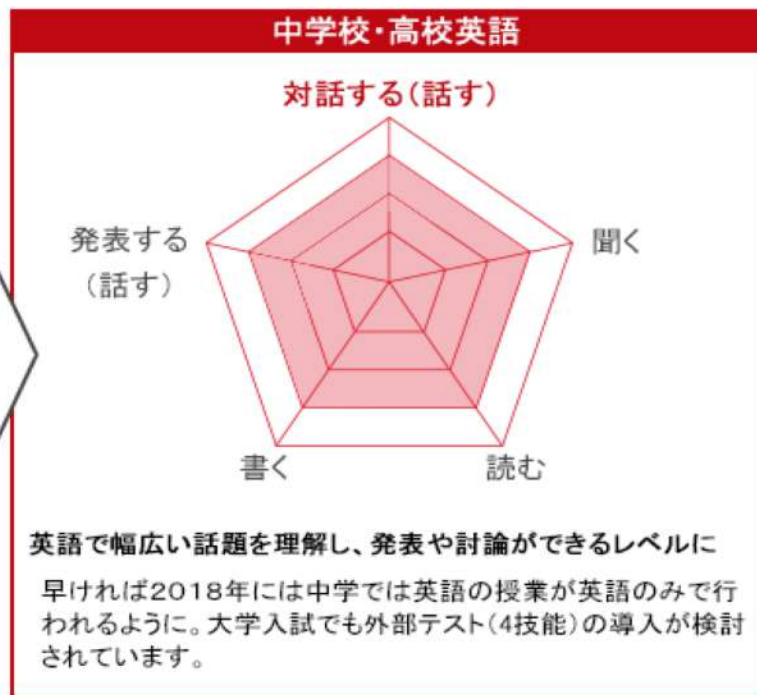 中学校・高校英語
対話する(話す)
発表する
(話す)
聞く
書く
読む
英語で幅広い話題を理解し、発表や討論ができるレベルに
早ければ2018年には中学では英語の授業が英語のみで行
われるように。大学入試でも外部テスト(4技能)の導入が検討
されています。